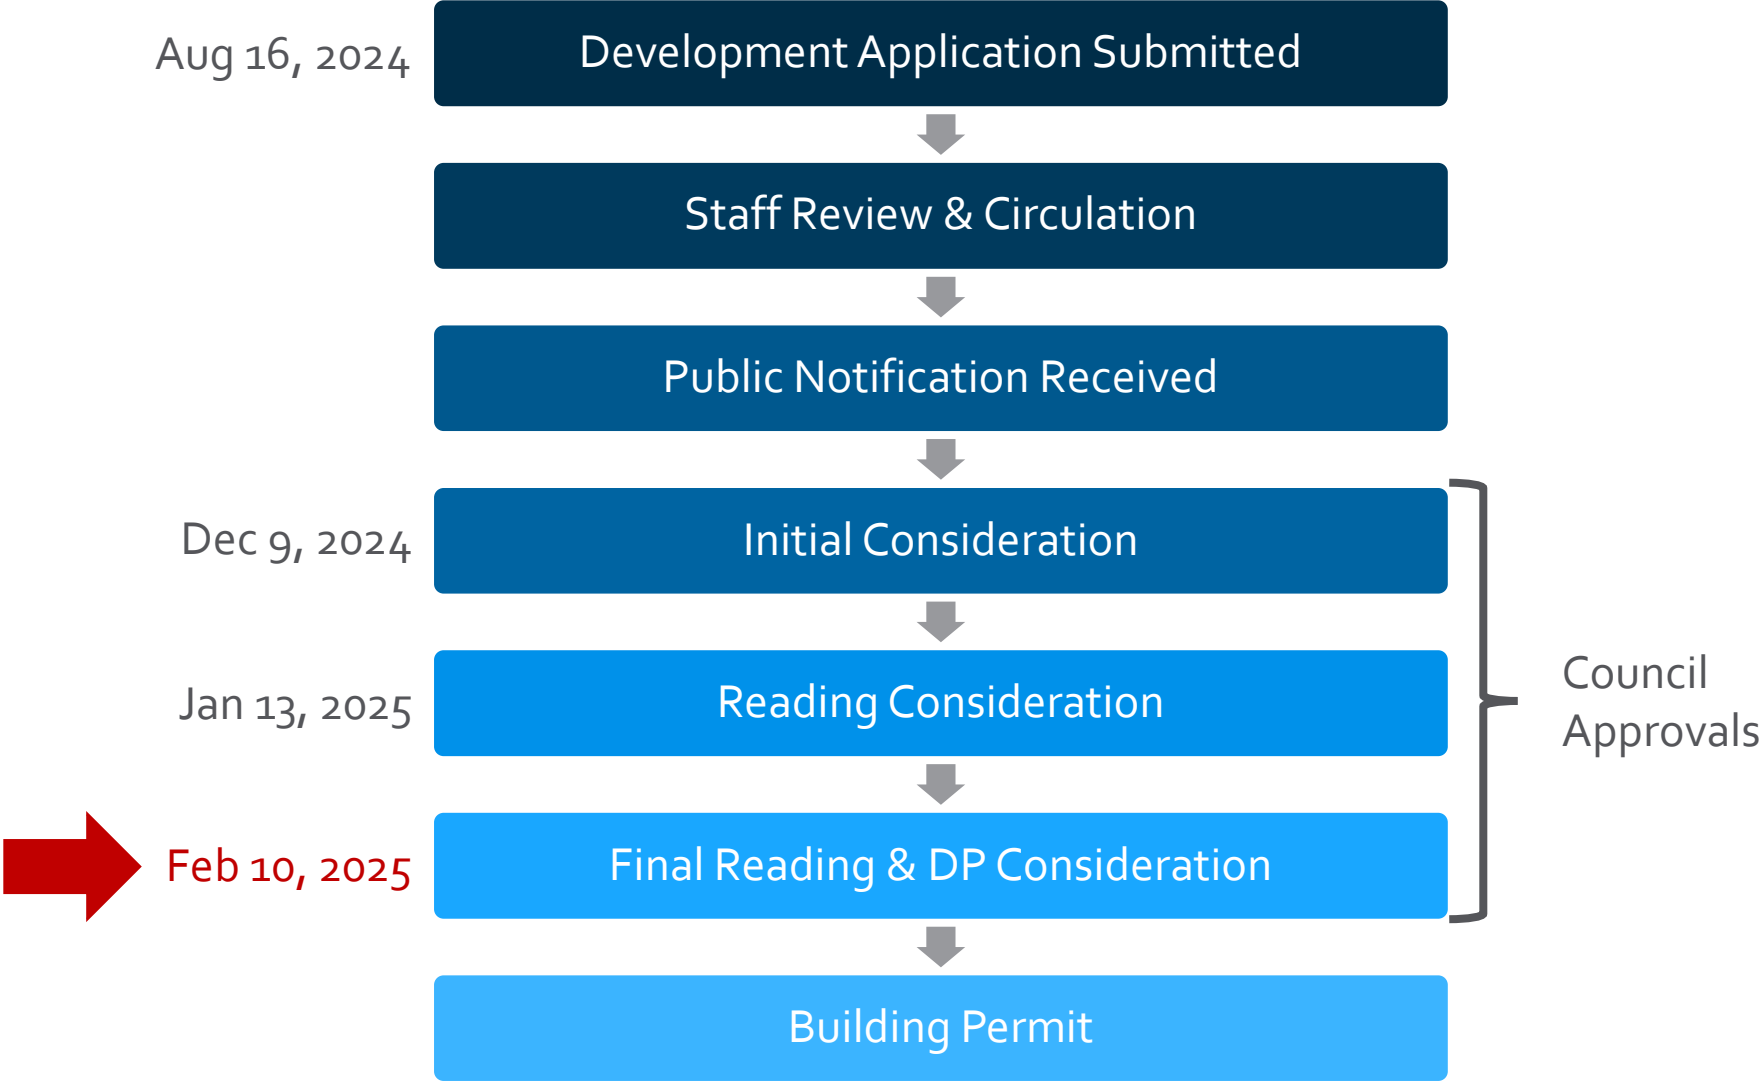 Aug 16, 2024
Development Application Submitted
Staff Review & Circulation
Public Notification Received
Dec 9, 2024
Initial Consideration
Jan 13, 2025
Reading Consideration
Council
Approvals
Feb 10, 2025
Final Reading & DP Consideration
Building Permit